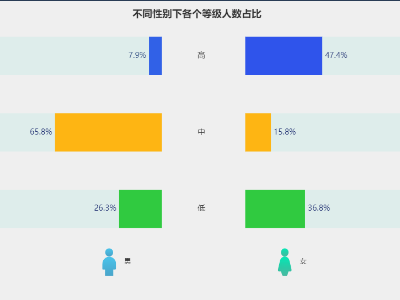 不同性别下各个等级人数占比
7.9% 高 47.4%
65.8% 中 15.8%
26.3% 低 36.8%
男 女